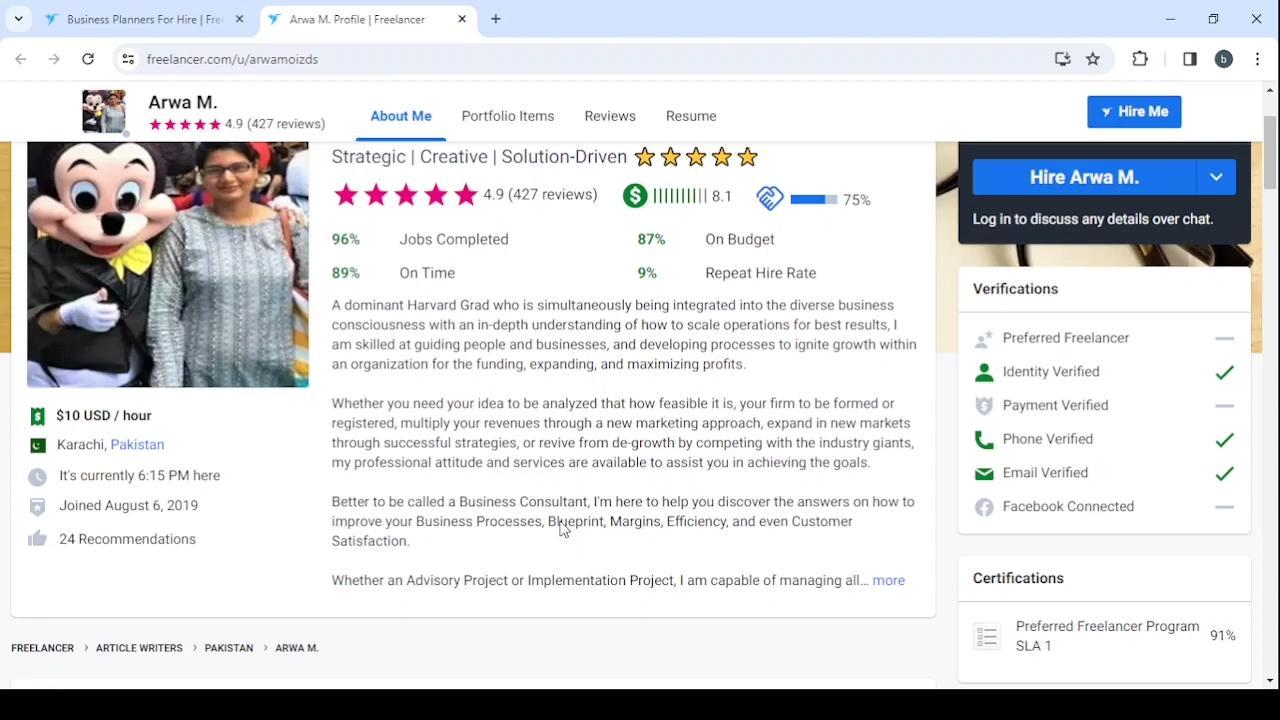 Business Planners For Hire | Fre
Arwa M. Profile | Freelancer
freelancer.com/u/arwamoizds
b
Arwa M.
4.9 (427 reviews)
About Me
Portfolio Items
Reviews
Resume
Hire Me
Strategic | Creative | Solution-Driven
4.9 (427 reviews)
8.1
75%
96% Jobs Completed
87% On Budget
89% On Time
9% Repeat Hire Rate
A dominant Harvard Grad who is simultaneously being integrated into the diverse business
consciousness with an in-depth understanding of how to scale operations for best results, I
am skilled at guiding people and businesses, and developing processes to ignite growth within
an organization for the funding, expanding, and maximizing profits.
Whether you need your idea to be analyzed that how feasible it is, your firm to be formed or
registered, multiply your revenues through a new marketing approach, expand in new markets
through successful strategies, or revive from de-growth by competing with the industry giants,
my professional attitude and services are available to assist you in achieving the goals.
Better to be called a Business Consultant, I'm here to help you discover the answers on how to
improve your Business Processes, Blueprint, Margins, Efficiency, and even Customer
Satisfaction.
Whether an Advisory Project or Implementation Project, I am capable of managing all... more
$10 USD / hour
Karachi, Pakistan
It's currently 6:15 PM here
Joined August 6, 2019
24 Recommendations
FREELANCER > ARTICLE WRITERS > PAKISTAN > ARWA M.
Hire Arwa M.
Log in to discuss any details over chat.
Verifications
Preferred Freelancer
Identity Verified
Payment Verified
Phone Verified
Email Verified
Facebook Connected
Certifications
Preferred Freelancer Program
SLA 1
91%